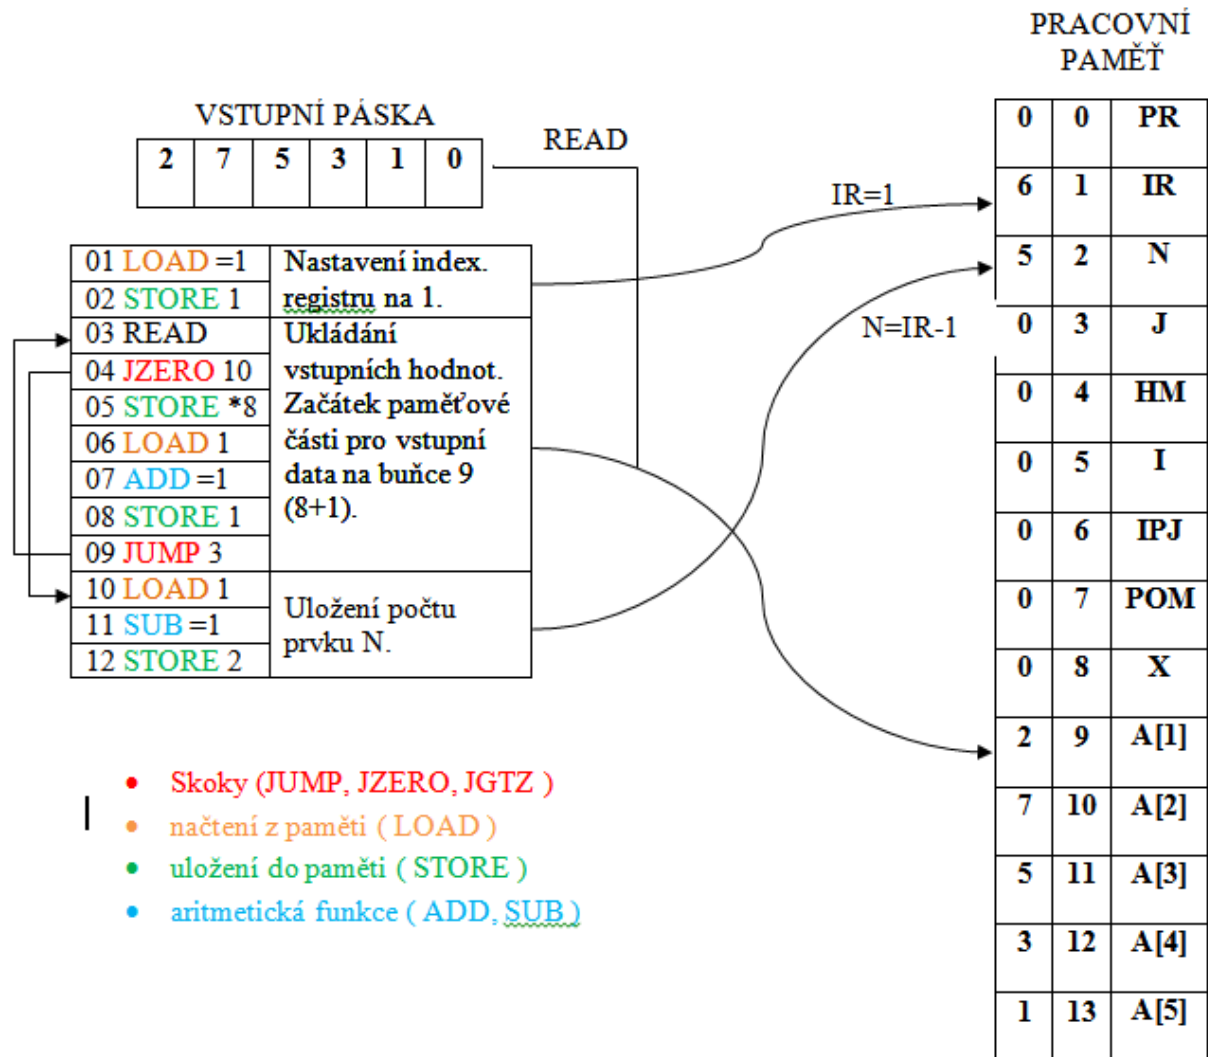 PRACOVNÍ
PAMĚŤ
VSTUPNÍ PÁSKA
2 7 5 3 1 0
READ
IR=1
N=IR-1
01 LOAD =1
02 STORE 1
Nastavení index.
registru na 1.
03 READ
04 JZERO 10
05 STORE *8
06 LOAD 1
07 ADD =1
08 STORE 1
09 JUMP 3
Ukládání
vstupních hodnot.
Začátek paměťové
části pro vstupní
data na buňce 9
(8+1).
10 LOAD 1
11 SUB =1
12 STORE 2
Uložení počtu
prvku N.
0 0 PR
6 1 IR
5 2 N
0 3 J
0 4 HM
0 5 I
0 6 IPJ
0 7 POM
0 8 X
2 9 A[1]
7 10 A[2]
5 11 A[3]
3 12 A[4]
1 13 A[5]
• Skoky (JUMP, JZERO, JGTZ )
• načtení z paměti ( LOAD )
• uložení do paměti ( STORE )
• aritmetická funkce ( ADD, SUB )